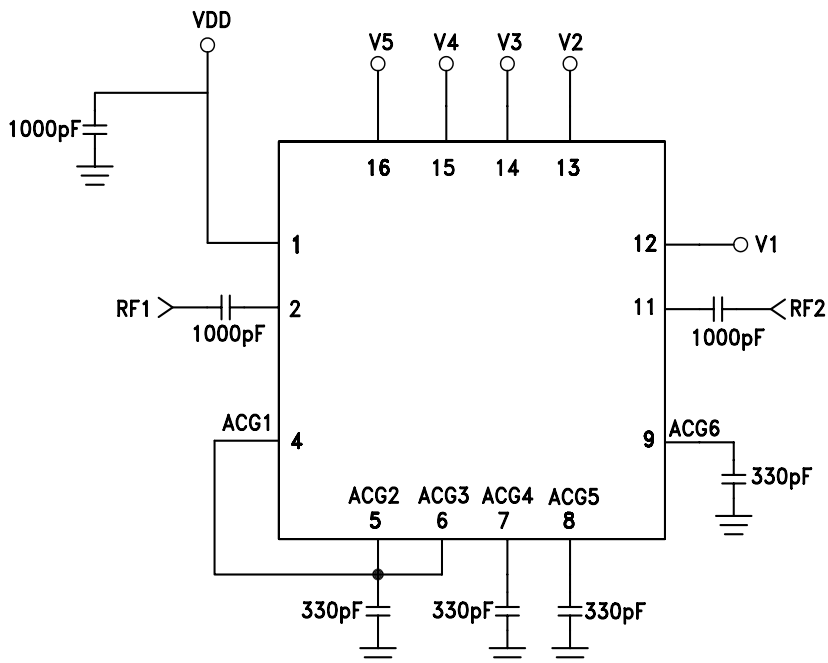 VDD
V5 V4 V3 V2
1000pF
16 15 14 13
1 12 V1
RF1 2 11 RF2
1000pF 1000pF
ACG1 ACG6
4 9
330pF
ACG2 ACG3 ACG4 ACG5
5 6 7 8
330pF 330pF 330pF